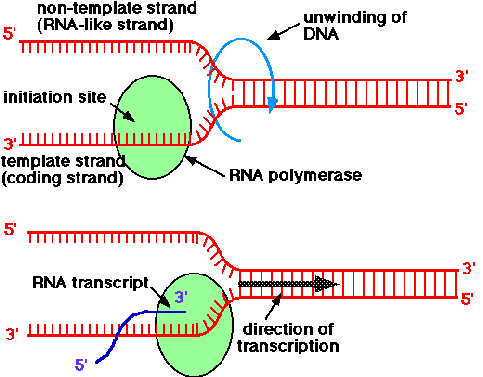 non-template strand
(RNA-like strand)
5'
unwinding of
DNA
3'
5'
initiation site
3'
template strand
(coding strand)
RNA polymerase
5'
3'
5'
RNA transcript
3'
3'
5'
direction of
transcription